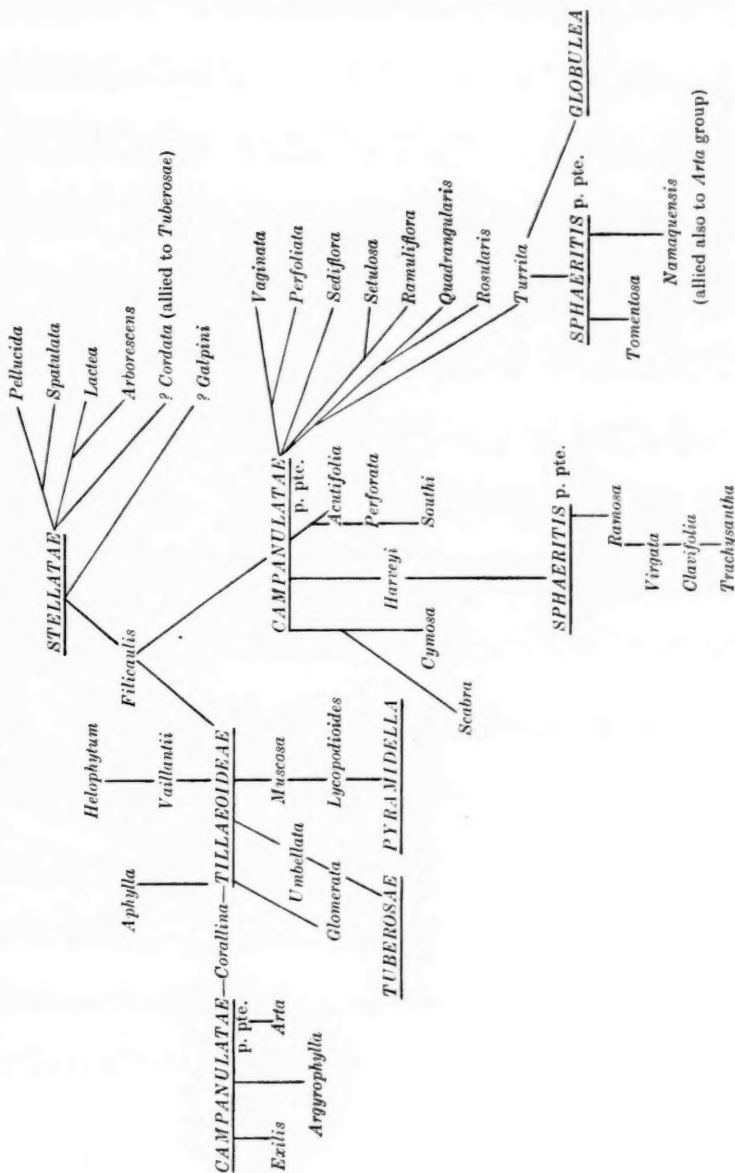 Pellucida
Spatulata
Lactea
Arborescens
? Cordata (allied to Tuberosae)
? Galpini
STELLATAE
Filicaulis
Helophytum
Vaillantii
Aphylla
CAMPANULATAE—Corallina—TILLAEOIDEAE
p. pte.
Exilis
Argyrophylla
Arta
Umbellata
Glomerata
TUBEROSAE
Muscosa
Lycopodioides
PYRAMIDELLA
CAMPANULATAE
p. pte.
Vaginata
Perfoliata
Sediflora
Setulosa
Ramuliflora
Quadrangularis
Rosularis
Turrita
Acutifolia
Perforata
Southi
Harveyi
Cymosa
Scabra
SPHAERITIS p. pte.
Ramosa
Virgata
Clavifolia
Trachysantha
SPHAERITIS p. pte.
Tomentosa
Namaquensis
(allied also to Arta group)
GLOBULEA